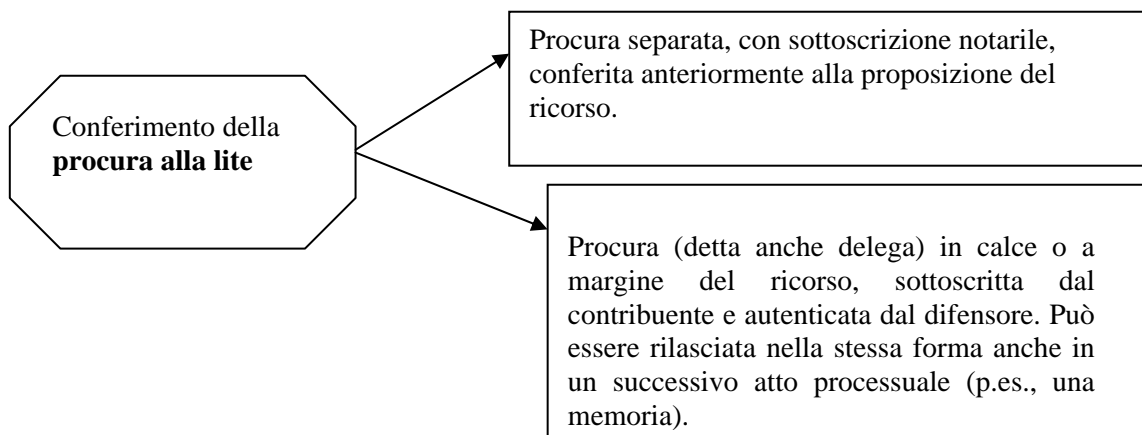 Conferimento della
procura alla lite
Procura separata, con sottoscrizione notarile,
conferita anteriormente alla proposizione del
ricorso.
Procura (detta anche delega) in calce o a
margine del ricorso, sottoscritta dal
contribuente e autenticata dal difensore. Può
essere rilasciata nella stessa forma anche in
un successivo atto processuale (p.es., una
memoria).